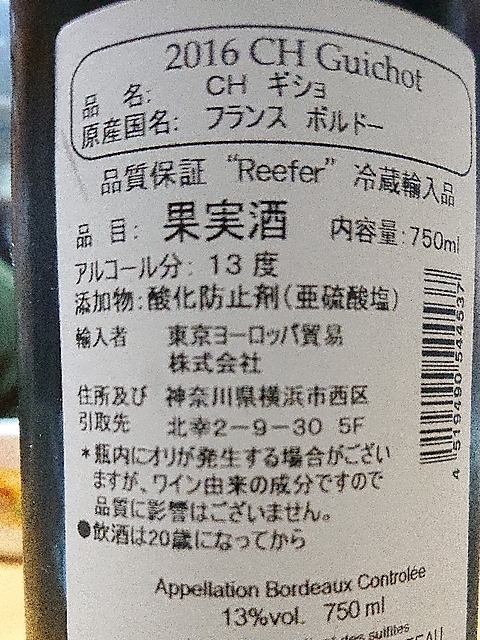 2016 CH Guichot
品 名: CH ギショ
原産国名: フランス ボルドー
品質保証 “Reefer” 冷蔵輸入品
品 目: 果実酒 内容量:750ml
アルコール分: 13 度
添加物:酸化防止剤(亜硫酸塩)
輸入者 東京ヨーロッパ貿易
株式会社
住所及び 神奈川県横浜市西区
引取先 北幸2-9-30 5F
*瓶内にオリが発生する場合がござい
ますが、ワイン由来の成分ですので
品質に影響はございません。
●飲酒は20歳になってから
4 519490 544537
Appellation Bordeaux Controlée
13%vol. 750 ml
des sulfites